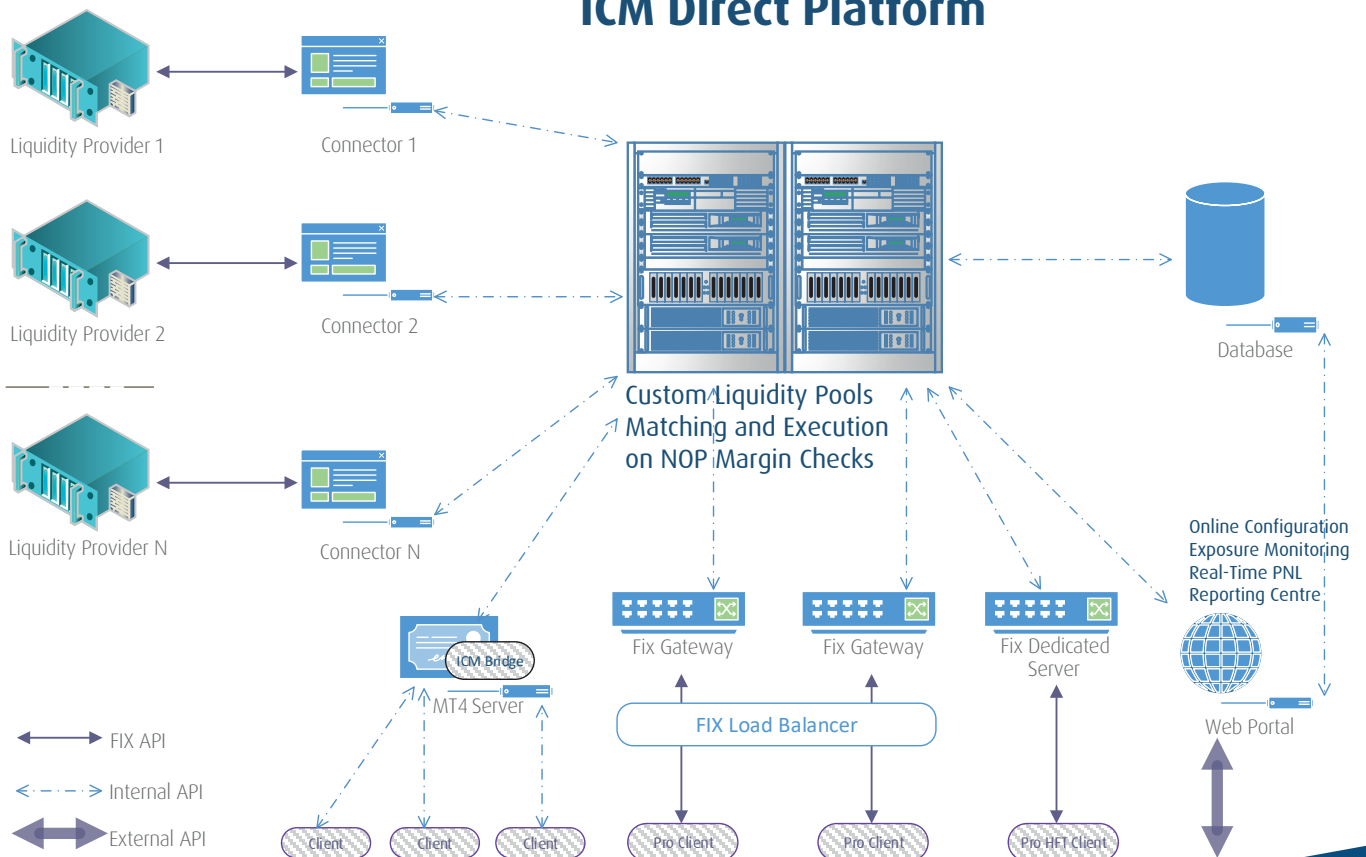 ICM Direct Platform
Liquidity Provider 1
Connector 1
Liquidity Provider 2
Connector 2
Database
Custom Liquidity Pools
Matching and Execution
on NOP Margin Checks
Liquidity Provider N
Connector N
Online Configuration
Exposure Monitoring
Real-Time PNL
Reporting Centre
ICM Bridge
MT4 Server
Fix Gateway
Fix Gateway
Fix Dedicated
Server
FIX Load Balancer
Web Portal
FIX API
Internal API
External API
Client
Client
Client
Pro Client
Pro Client
Pro HFT Client